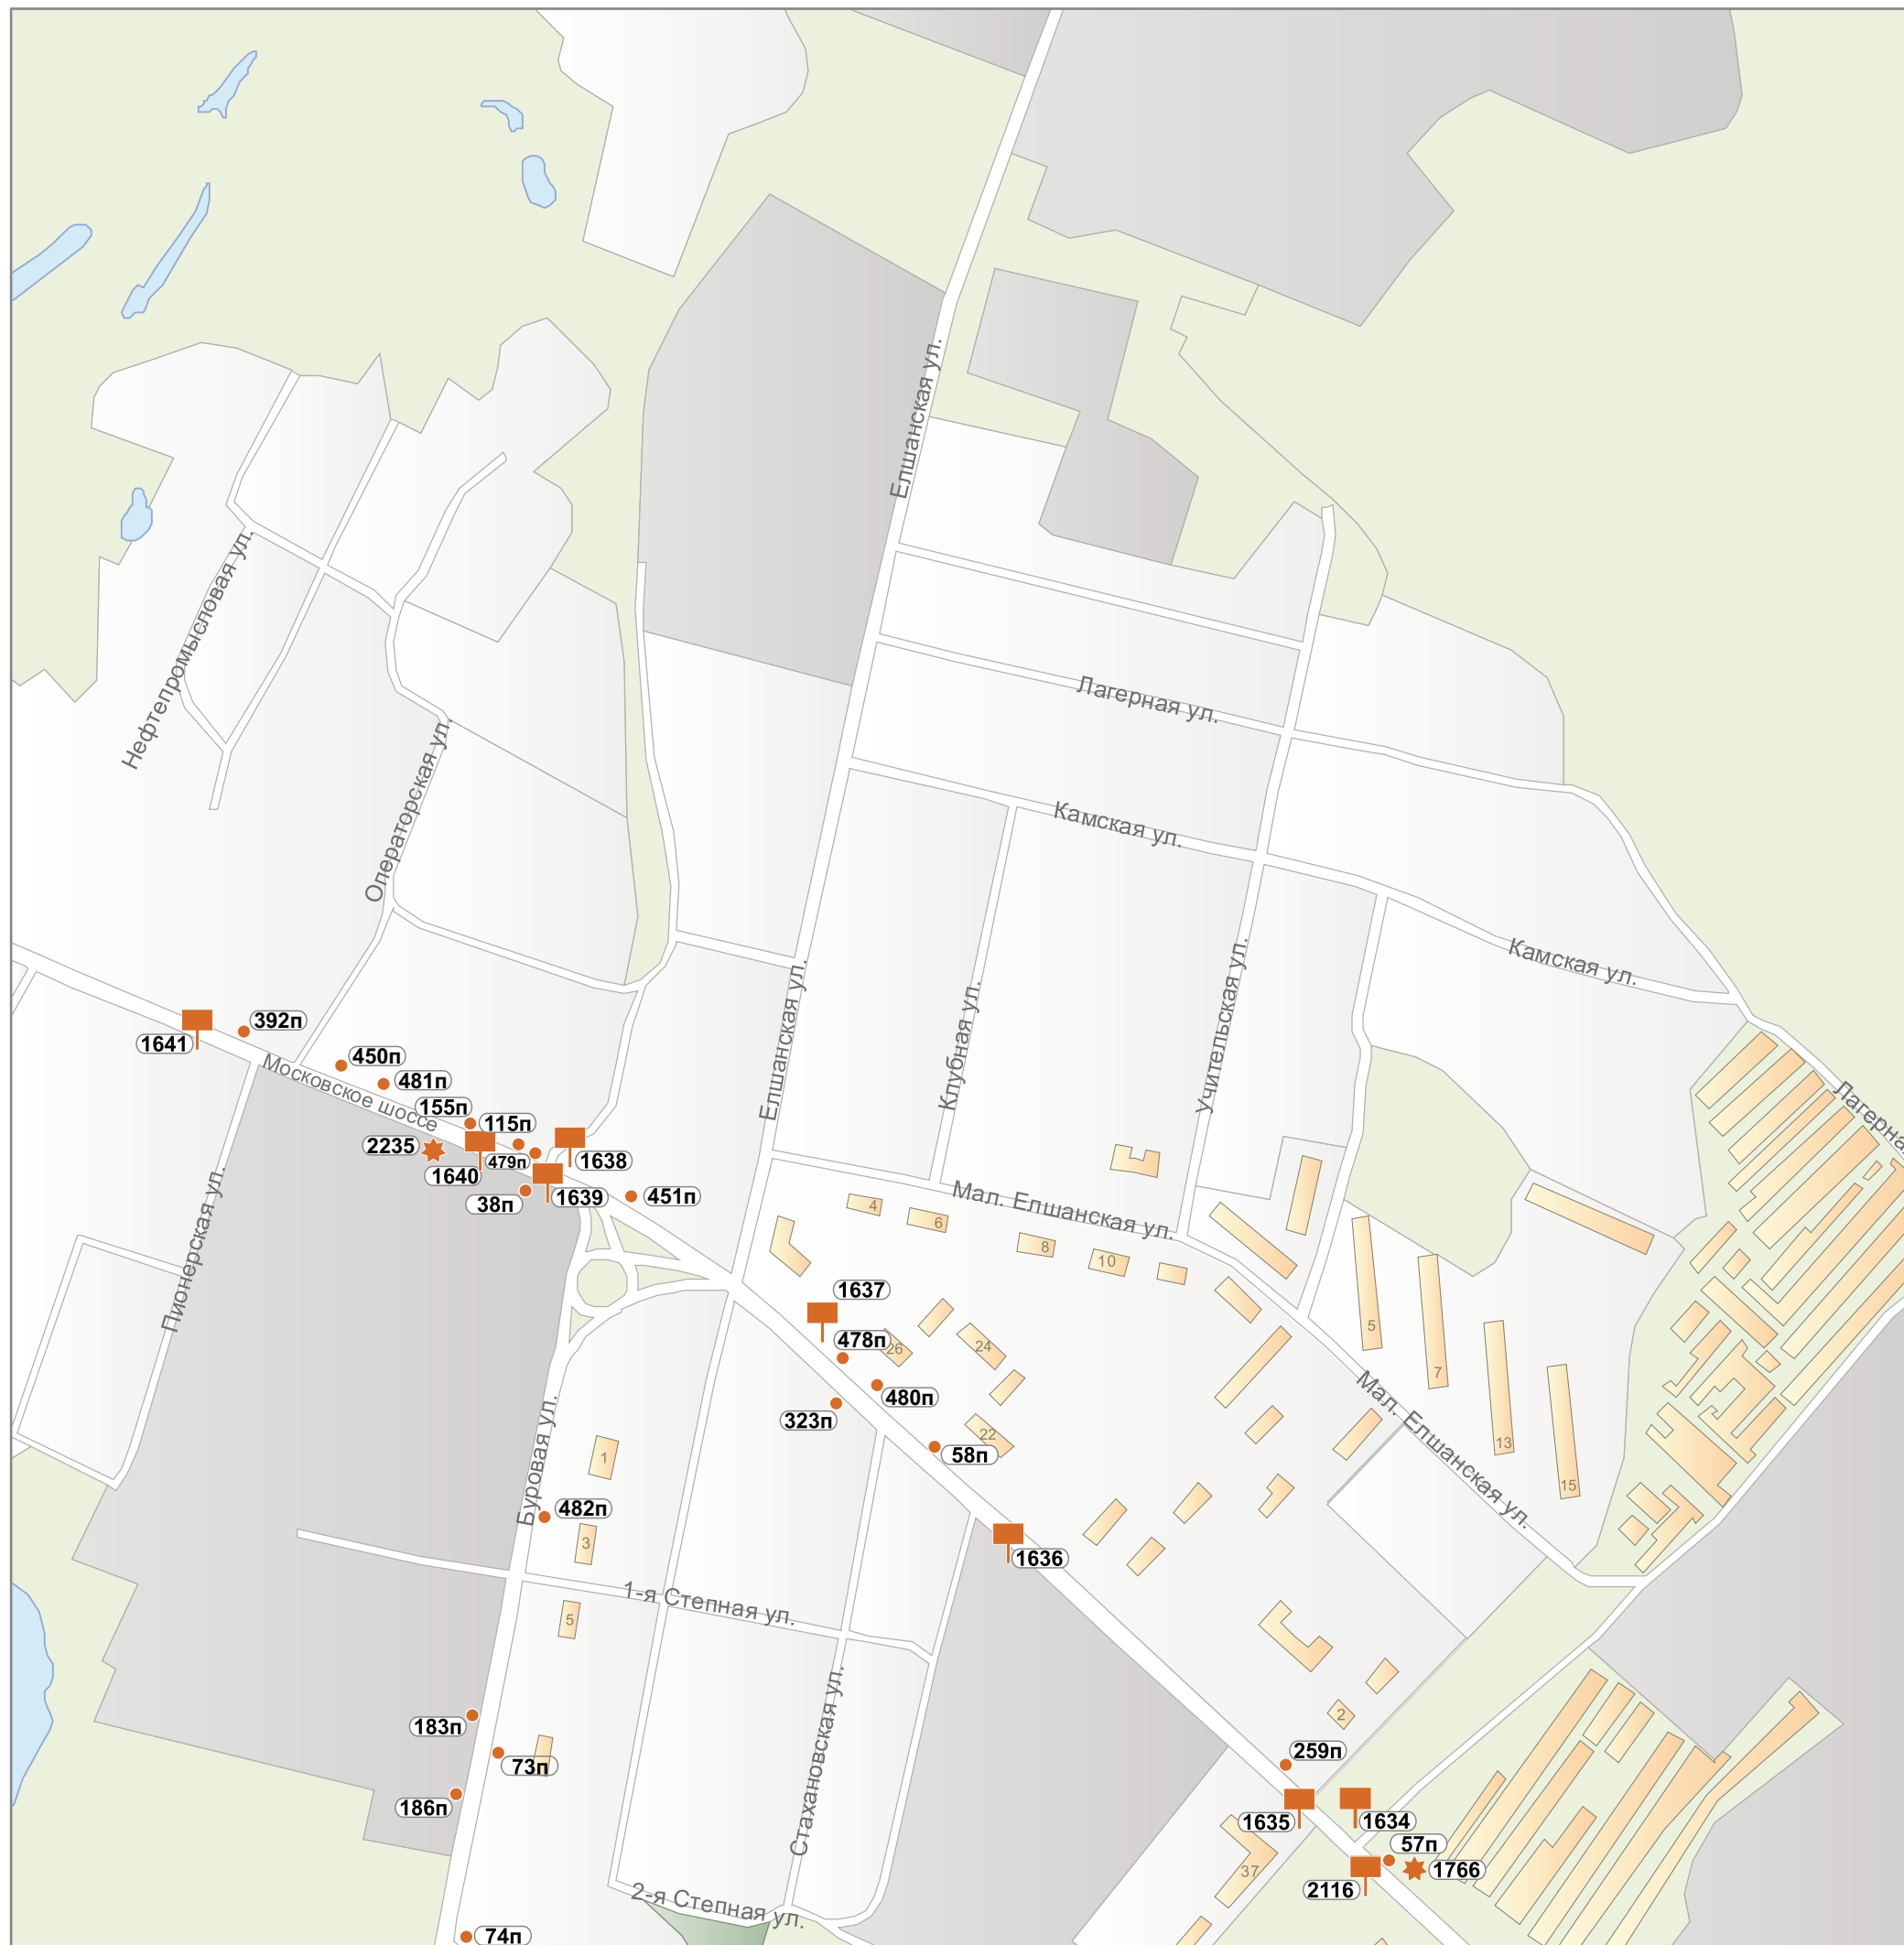 Елшанская ул.
Нефтепромысловая ул.
Лагерная ул.
Операторская ул.
Камская ул.
Камская ул.
Елшанская ул.
Клубная ул.
Учительская ул.
392п
1641
450п
Московское шоссе
481п
155п
115п
2235
1640
479п
1638
38п
1639
451п
Пионерская ул.
Мал. Елшанская ул.
4
6
8
10
1637
478п
26
24
480п
323п
22
58п
5
7
13
15
Мал. Елшанская ул.
Буровая ул.
1
482п
3
1636
1-я Степная ул.
5
Стахановская ул.
183п
73п
186п
2
259п
1635
1634
57п
1766
2116
37
2-я Степная ул.
74п